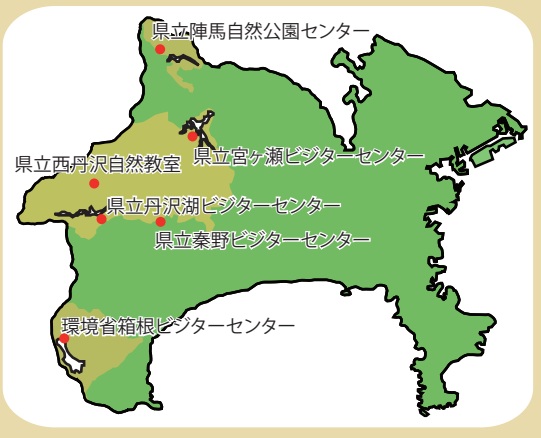 県立陣馬自然公園センター
県立宮ヶ瀬ビジターセンター
県立西丹沢自然教室
県立丹沢湖ビジターセンター
県立秦野ビジターセンター
環境省箱根ビジターセンター